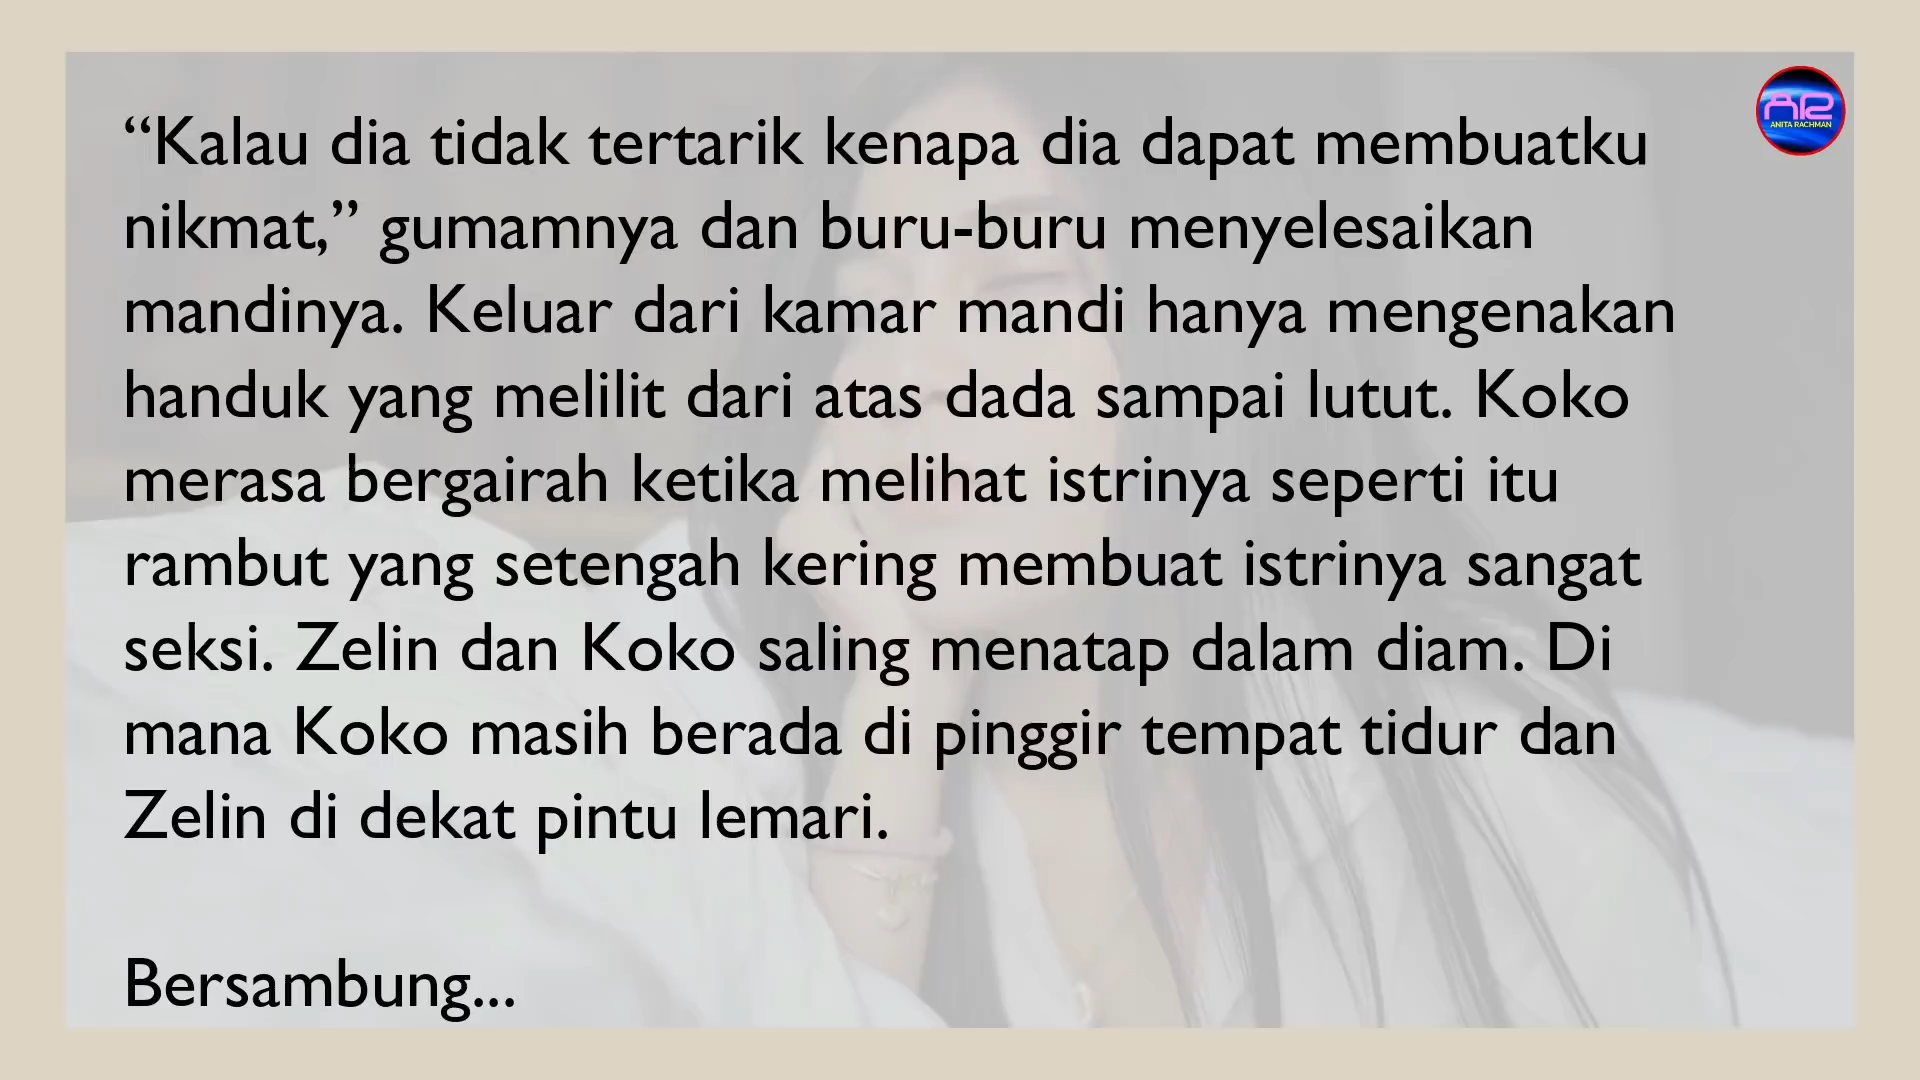 “Kalau dia tidak tertarik kenapa dia dapat membuatku
nikmat,” gumamnya dan buru-buru menyelesaikan
mandinya. Keluar dari kamar mandi hanya mengenakan
handuk yang melilit dari atas dada sampai lutut. Koko
merasa bergairah ketika melihat istrinya seperti itu
rambut yang setengah kering membuat istrinya sangat
seksi. Zelin dan Koko saling menatap dalam diam. Di
mana Koko masih berada di pinggir tempat tidur dan
Zelin di dekat pintu lemari.
Bersambung...
AR
ANITA RACHMAN